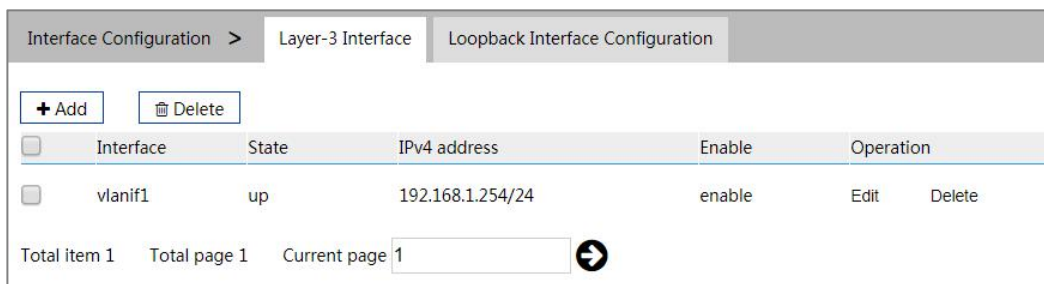 Interface Configuration > Layer-3 Interface Loopback Interface Configuration
+ Add Delete
Interface State IPv4 address Enable Operation
vlanif1 up 192.168.1.254/24 enable Edit Delete
Total item 1 Total page 1 Current page 1